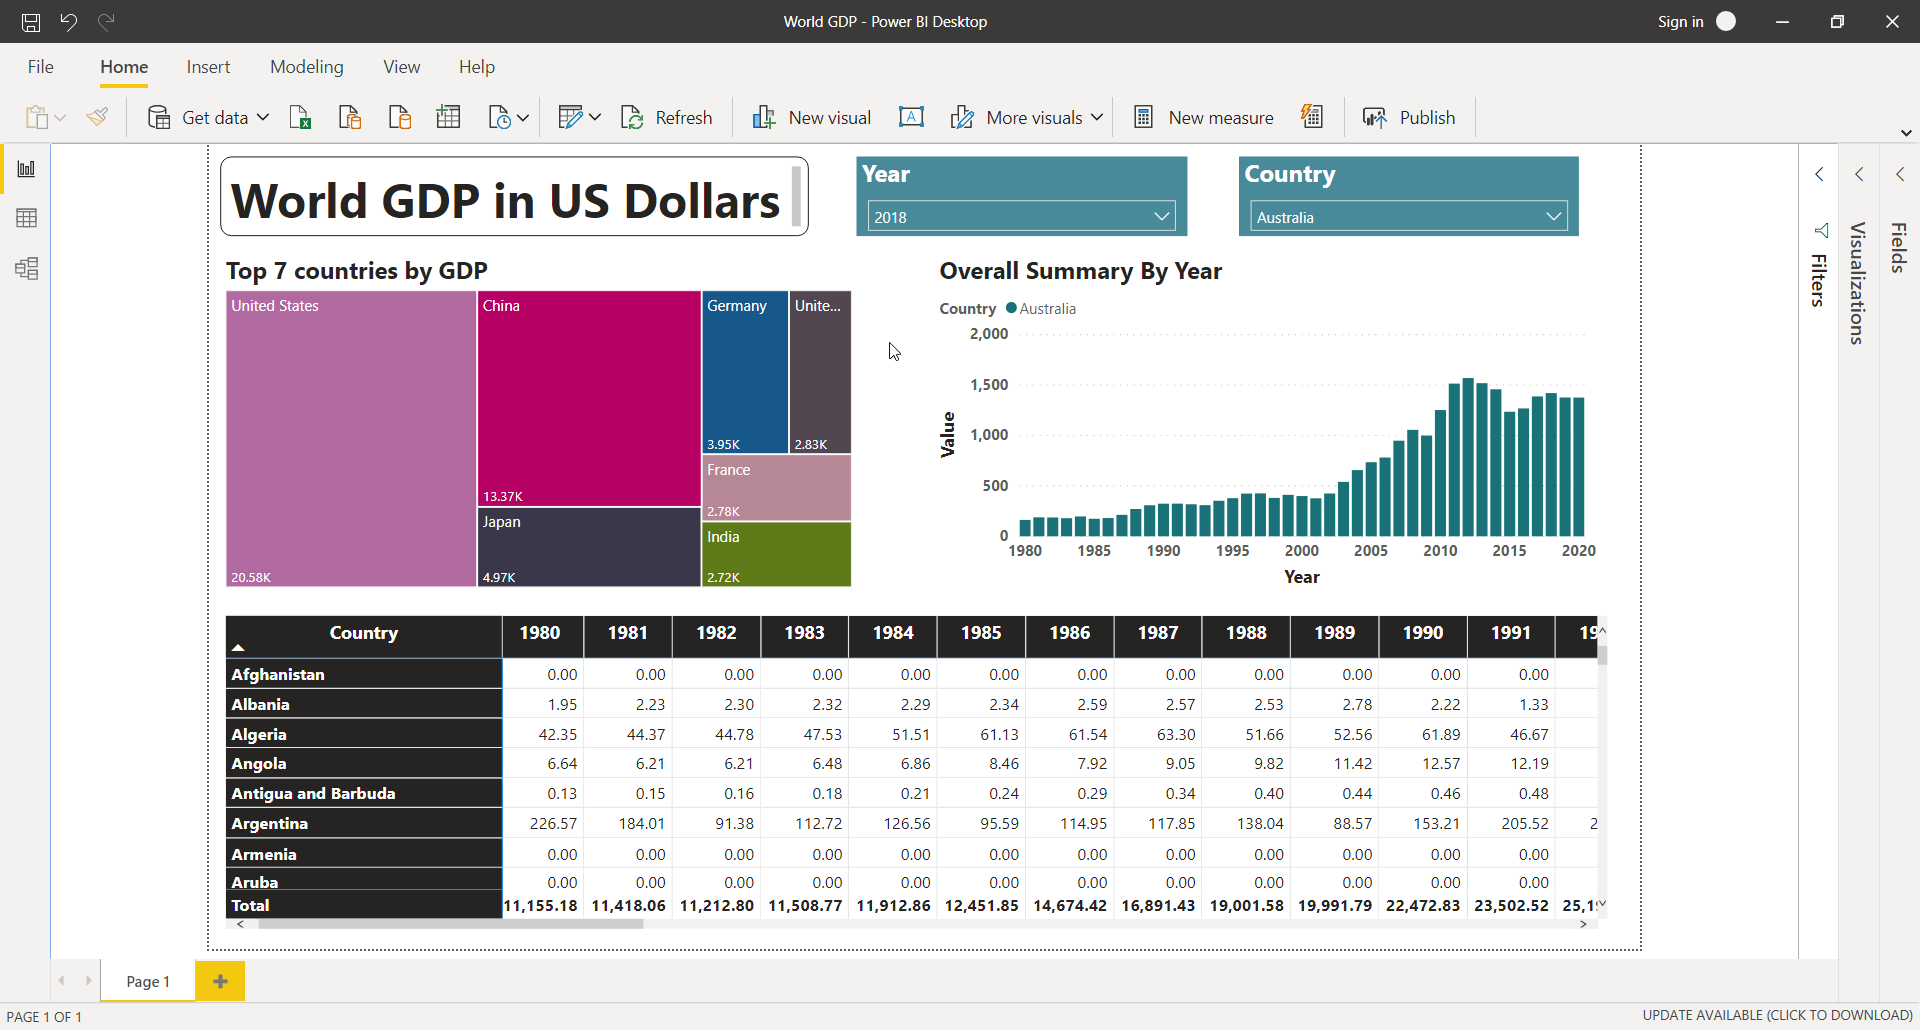 World GDP - Power BI Desktop
Sign in
File Home Insert Modeling View Help
Get data Refresh New visual A More visuals New measure Publish
World GDP in US Dollars
Year
2018
Country
Australia
Filters
Visualizations
Fields
Top 7 countries by GDP
United States
20.58K
China
13.37K
Japan
4.97K
Germany
3.95K
Unite...
2.83K
France
2.78K
India
2.72K
Overall Summary By Year
Country Australia
Value
2,000
1,500
1,000
500
0
1980 1985 1990 1995 2000 2005 2010 2015 2020
Year
Country 1980 1981 1982 1983 1984 1985 1986 1987 1988 1989 1990 1991 19
Afghanistan 0.00 0.00 0.00 0.00 0.00 0.00 0.00 0.00 0.00 0.00 0.00 0.00
Albania 1.95 2.23 2.30 2.32 2.29 2.34 2.59 2.57 2.53 2.78 2.22 1.33
Algeria 42.35 44.37 44.78 47.53 51.51 61.13 61.54 63.30 51.66 52.56 61.89 46.67
Angola 6.64 6.21 6.21 6.48 6.86 8.46 7.92 9.05 9.82 11.42 12.57 12.19
Antigua and Barbuda 0.13 0.15 0.16 0.18 0.21 0.24 0.29 0.34 0.40 0.44 0.46 0.48
Argentina 226.57 184.01 91.38 112.72 126.56 95.59 114.95 117.85 138.04 88.57 153.21 205.52 2
Armenia 0.00 0.00 0.00 0.00 0.00 0.00 0.00 0.00 0.00 0.00 0.00 0.00
Aruba 0.00 0.00 0.00 0.00 0.00 0.00 0.00 0.00 0.00 0.00 0.00 0.00
Total 11,155.18 11,418.06 11,212.80 11,508.77 11,912.86 12,451.85 14,674.42 16,891.43 19,001.58 19,991.79 22,472.83 23,502.52 25,1
Page 1
PAGE 1 OF 1
UPDATE AVAILABLE (CLICK TO DOWNLOAD)